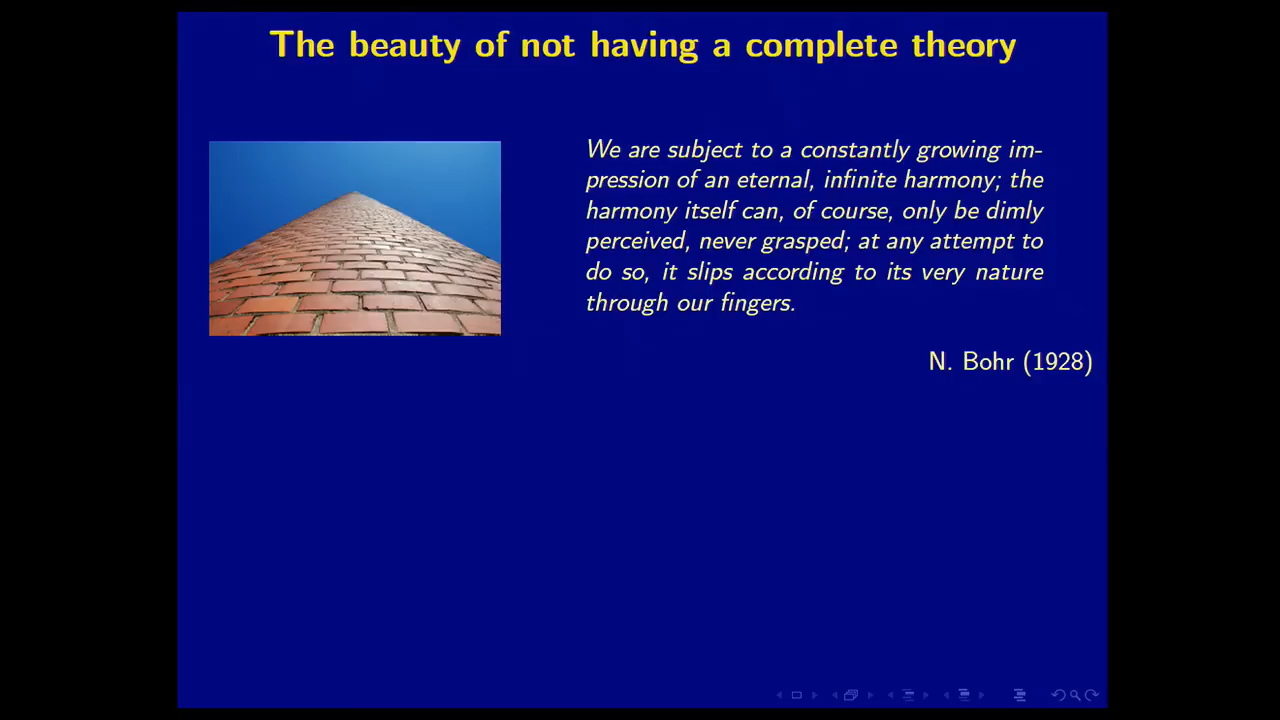 The beauty of not having a complete theory
We are subject to a constantly growing im-
pression of an eternal, infinite harmony; the
harmony itself can, of course, only be dimly
perceived, never grasped; at any attempt to
do so, it slips according to its very nature
through our fingers.
N. Bohr (1928)